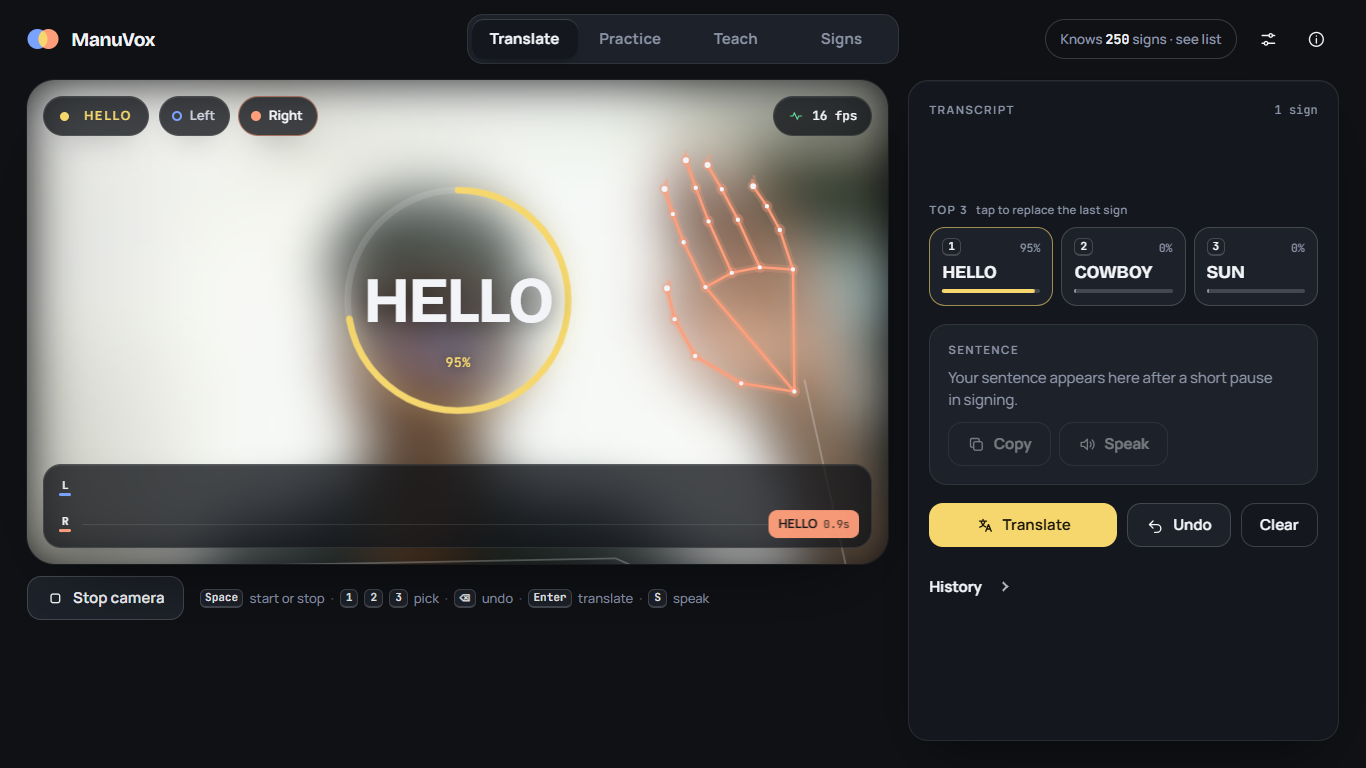 ManuVox
Translate Practice Teach Signs
Knows 250 signs · see list
HELLO Left Right
16 fps
HELLO
95%
L
R
HELLO 0.9s
Stop camera
Space start or stop · 1 2 3 pick · undo · Enter translate · S speak
TRANSCRIPT 1 sign
TOP 3 tap to replace the last sign
1 95%
HELLO
2 0%
COWBOY
3 0%
SUN
SENTENCE
Your sentence appears here after a short pause
in signing.
Copy Speak
Translate Undo Clear
History